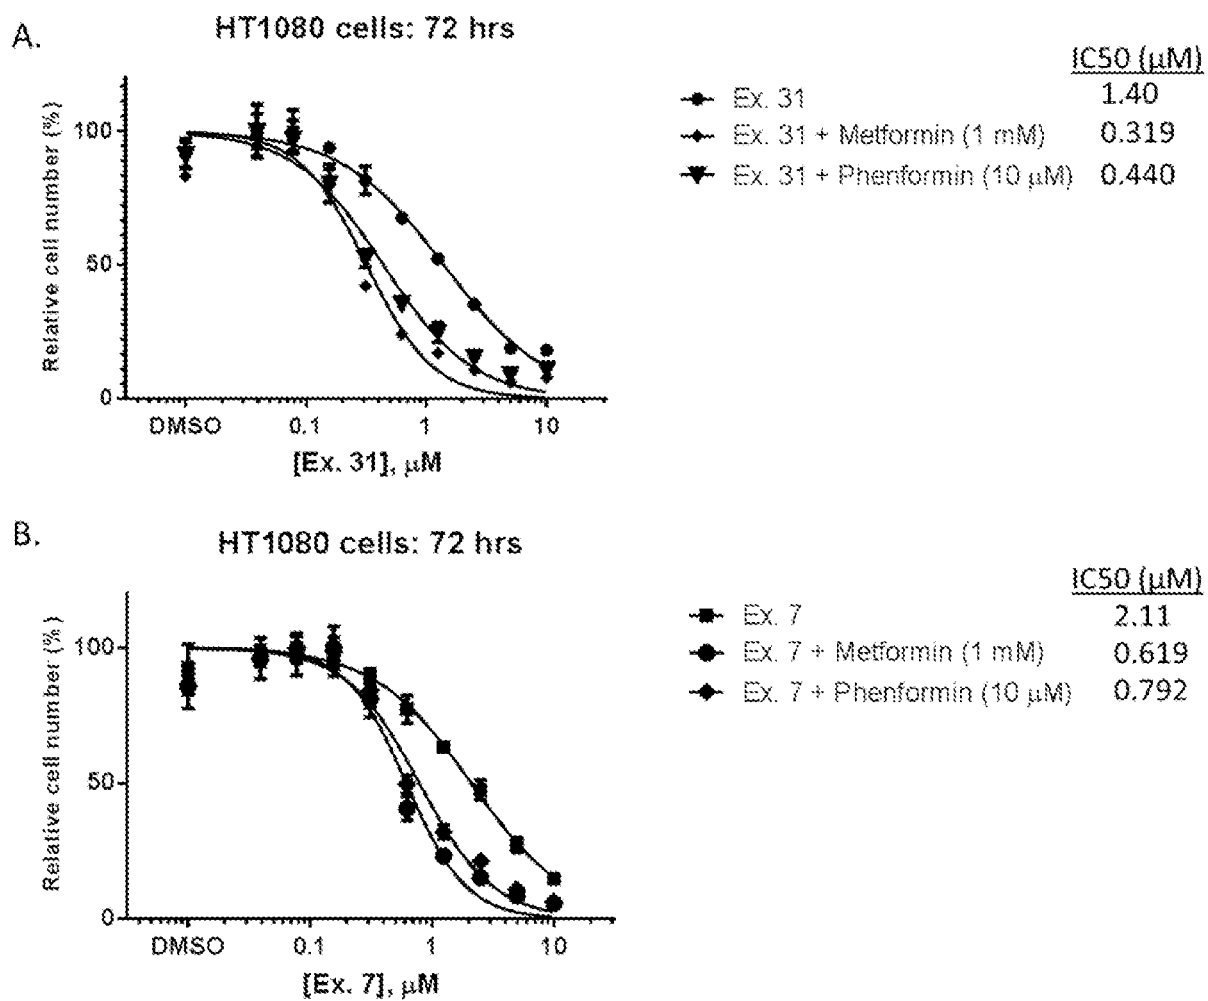 A.
HT1080 cells: 72 hrs
IC50 (µM)
Ex. 31 1.40
Ex. 31 + Metformin (1 mM) 0.319
Ex. 31 + Phenformin (10 µM) 0.440
Relative cell number (%)
100
50
0
DMSO 0.1 1 10
[Ex. 31], µM
B.
HT1080 cells: 72 hrs
IC50 (µM)
Ex. 7 2.11
Ex. 7 + Metformin (1 mM) 0.619
Ex. 7 + Phenformin (10 µM) 0.792
Relative cell number (%)
100
50
0
DMSO 0.1 1 10
[Ex. 7], µM